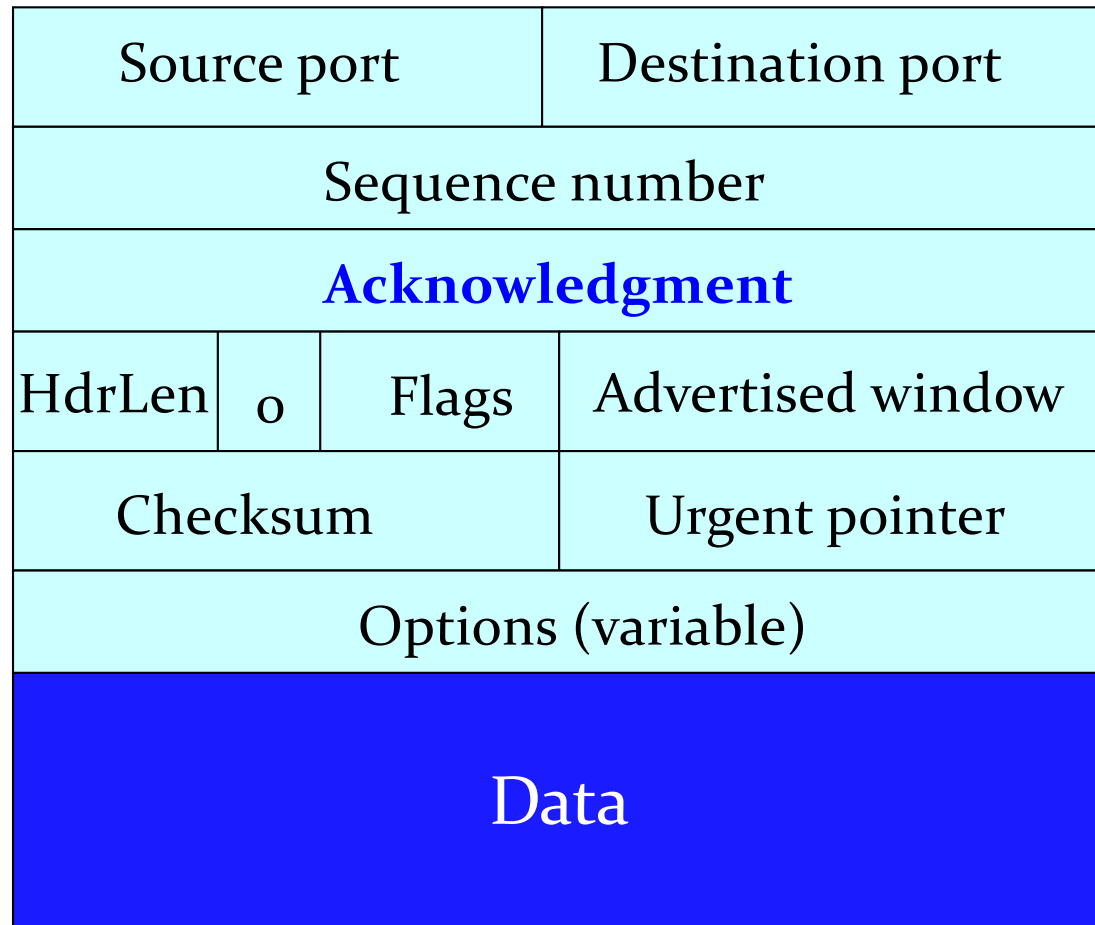 Source port
Destination port
Sequence number
Acknowledgment
HdrLen
0
Flags
Advertised window
Checksum
Urgent pointer
Options (variable)
Data